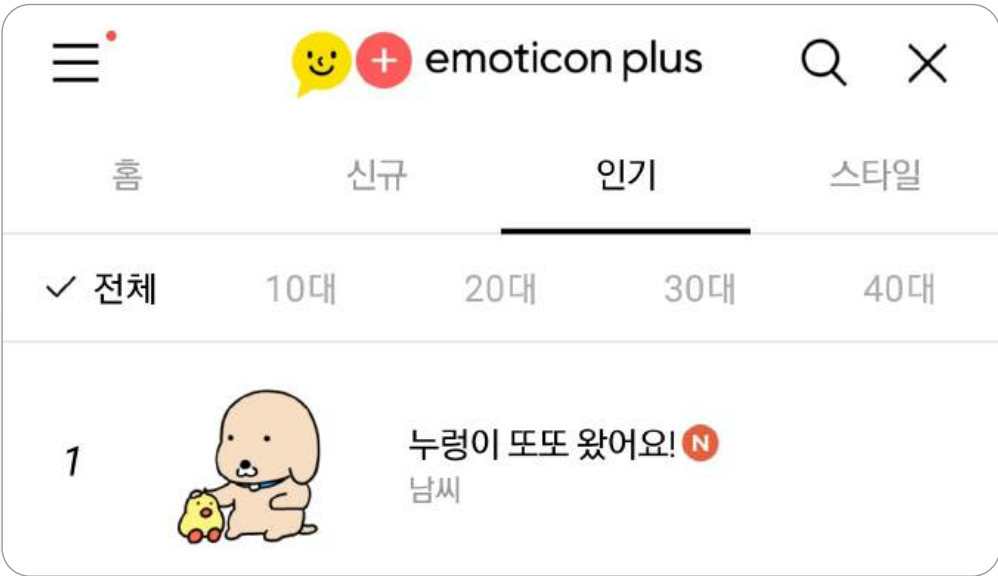 emoticon plus
홈 신규 인기 스타일
전체 10대 20대 30대 40대
1
누렁이 또또 왔어요! N
남씨